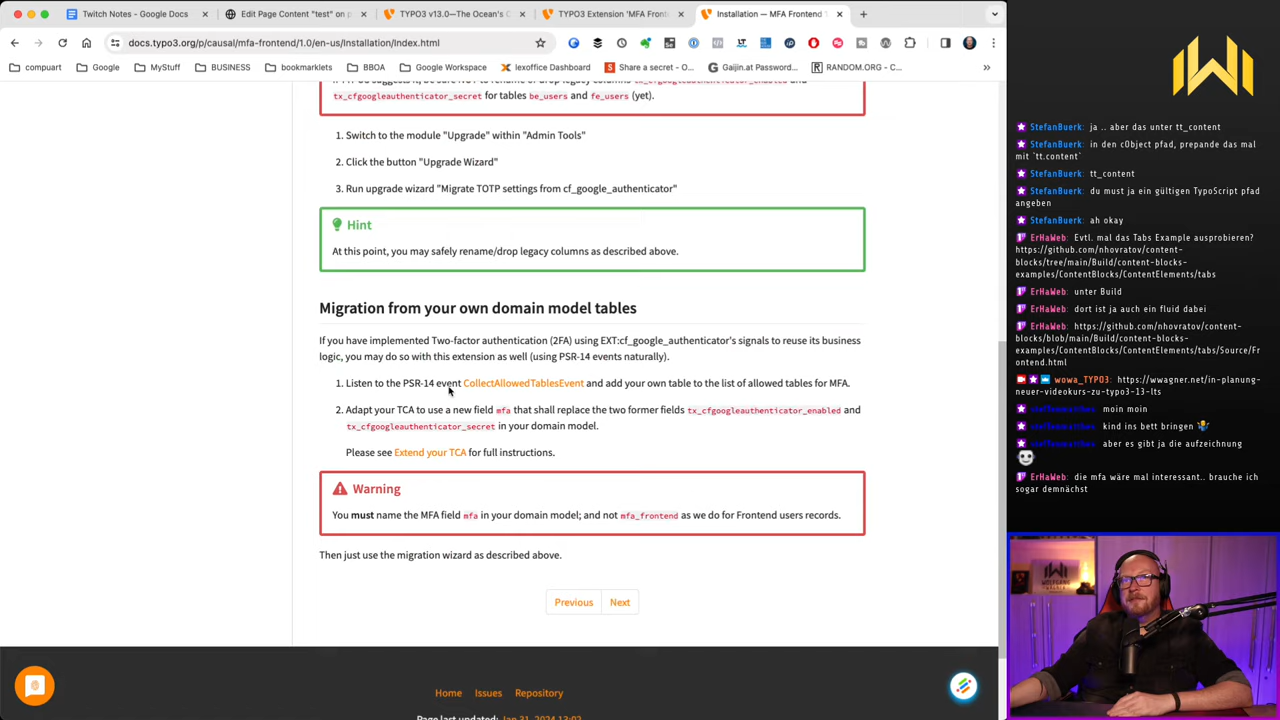 Twitch Notes - Google Docs
Edit Page Content "test" on p
TYPO3 v13.0—The Ocean's C
TYPO3 Extension 'MFA Front
Installation — MFA Frontend
docs.typo3.org/p/causal/mfa-frontend/1.0/en-us/Installation/Index.html
compuart
Google
MyStuff
BUSINESS
bookmarklets
BBOA
Google Workspace
lexoffice Dashboard
Share a secret - O...
Gaijin.at Password...
RANDOM.ORG - C...
tx_cfgoogleauthenticator_secret for tables be_users and fe_users (yet).
1. Switch to the module "Upgrade" within "Admin Tools"
2. Click the button "Upgrade Wizard"
3. Run upgrade wizard "Migrate TOTP settings from cf_google_authenticator"
Hint
At this point, you may safely rename/drop legacy columns as described above.
Migration from your own domain model tables
If you have implemented Two-factor authentication (2FA) using EXT:cf_google_authenticator's signals to reuse its business
logic, you may do so with this extension as well (using PSR-14 events naturally).
1. Listen to the PSR-14 event CollectAllowedTablesEvent and add your own table to the list of allowed tables for MFA.
2. Adapt your TCA to use a new field mfa that shall replace the two former fields tx_cfgoogleauthenticator_enabled and
tx_cfgoogleauthenticator_secret in your domain model.
Please see Extend your TCA for full instructions.
Warning
You must name the MFA field mfa in your domain model; and not mfa_frontend as we do for Frontend users records.
Then just use the migration wizard as described above.
Previous
Next
Home
Issues
Repository
Page last updated: Jan 31, 2024 13:02
StefanBuerk: ja .. aber das unter tt_content
StefanBuerk: in den cObject pfad, prepande das mal
mit `tt.content`
StefanBuerk: tt_content
StefanBuerk: du must ja ein gültigen TypoScript pfad
angeben
StefanBuerk: ah okay
ErHaWeb: Evtl. mal das Tabs Example ausprobieren?
https://github.com/nhovratov/content-
blocks/tree/main/Build/content-blocks-
examples/ContentBlocks/ContentElements/tabs
ErHaWeb: unter Build
ErHaWeb: dort ist ja auch ein fluid dabei
ErHaWeb: https://github.com/nhovratov/content-
blocks/blob/main/Build/content-blocks-
examples/ContentBlocks/ContentElements/tabs/Source/Fr
ontend.html
wowa_TYPO3: https://wwagner.net/in-planung-
neuer-videokurs-zu-typo3-13-lts
moin moin
kind ins bett bringen
aber es gibt ja die aufzeichnung
ErHaWeb: die mfa wäre mal interessant.. brauche ich
sogar demnächst